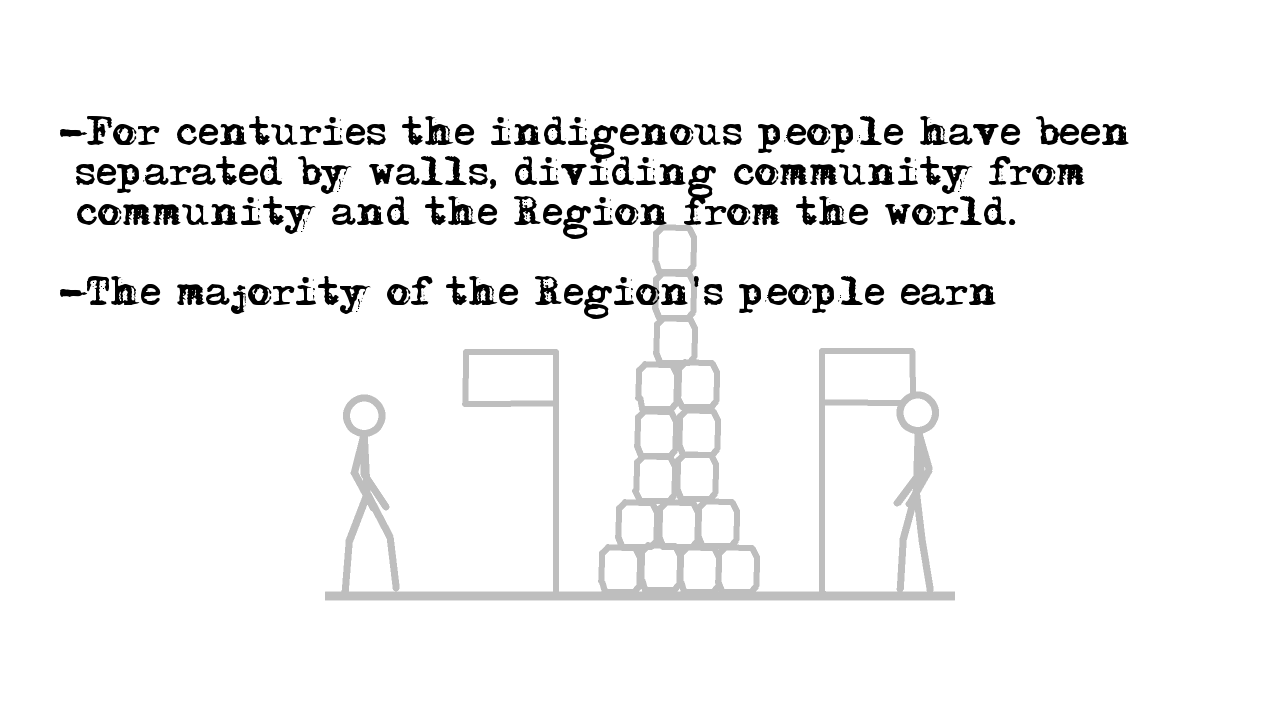 -For centuries the indigenous people have been
separated by walls, dividing community from
community and the Region from the world.
-The majority of the Region's people earn